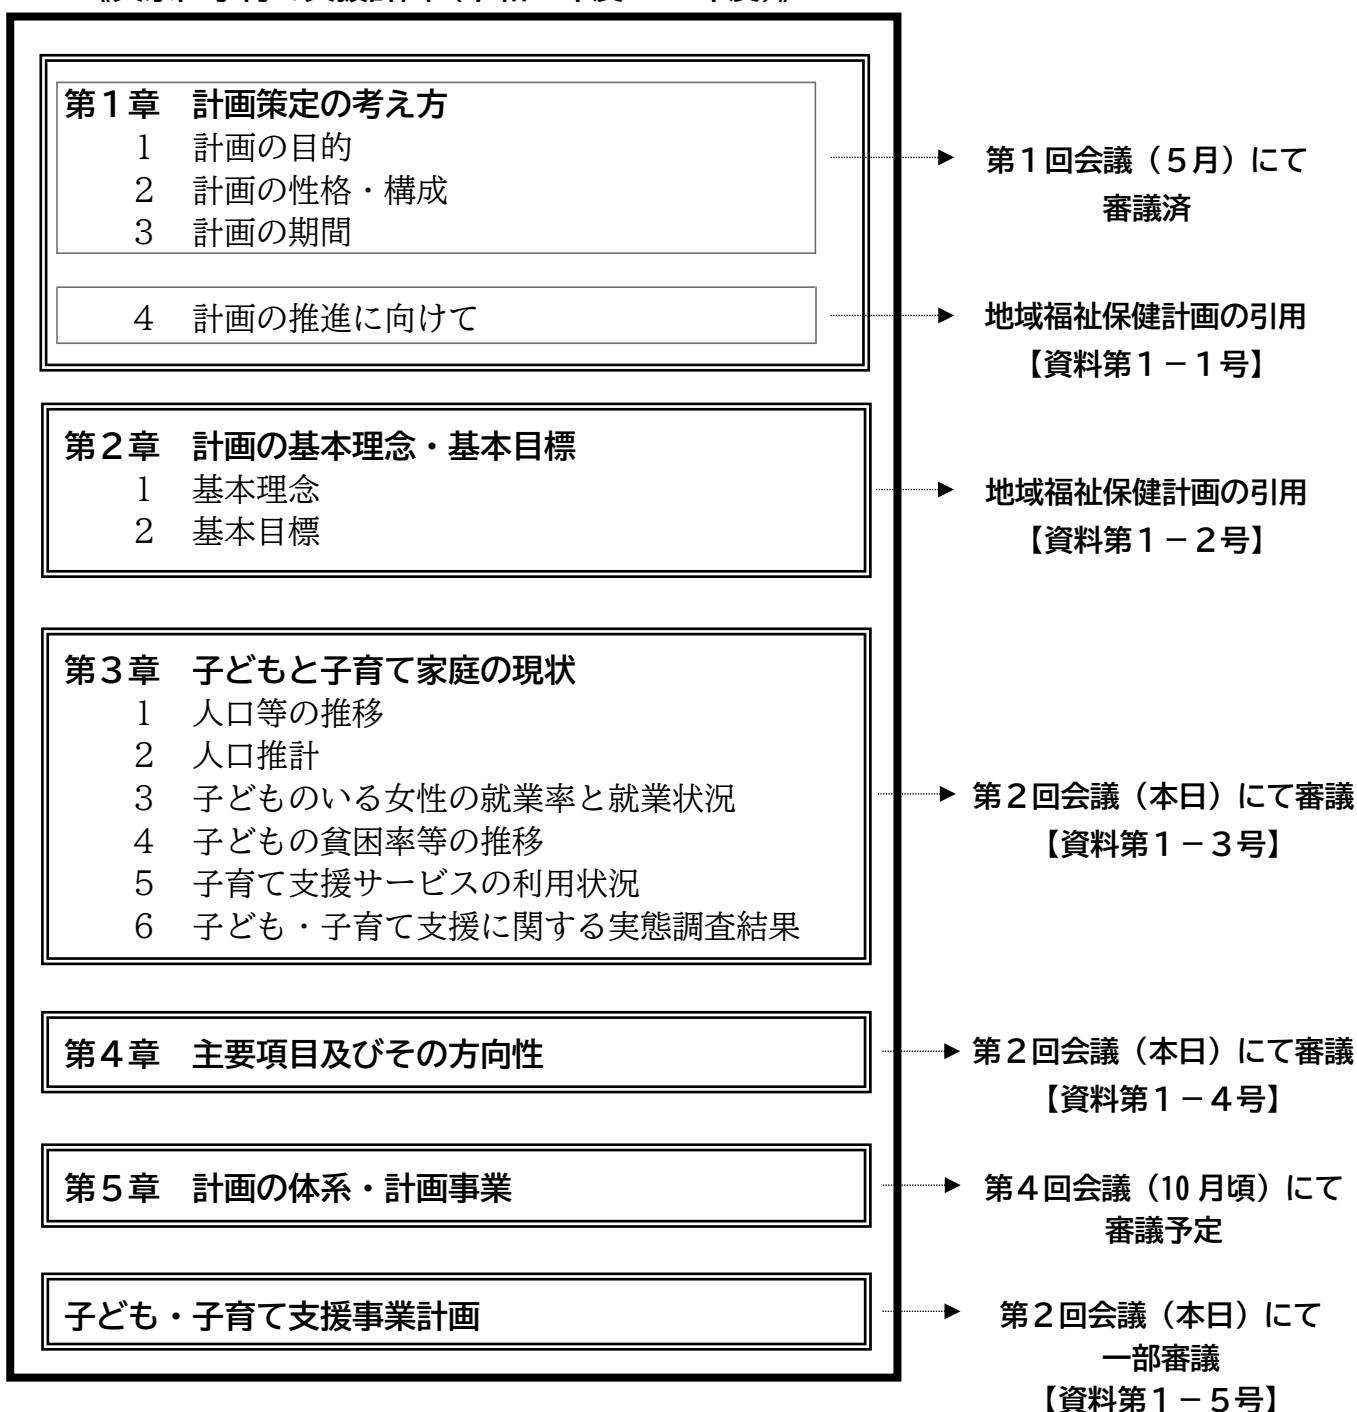 第１章　計画策定の考え方
１　計画の目的
２　計画の性格・構成
３　計画の期間
第１回会議（５月）にて
審議済
４　計画の推進に向けて
地域福祉保健計画の引用
【資料第１－１号】
第２章　計画の基本理念・基本目標
１　基本理念
２　基本目標
地域福祉保健計画の引用
【資料第１－２号】
第３章　子どもと子育て家庭の現状
１　人口等の推移
２　人口推計
３　子どものいる女性の就業率と就業状況
４　子どもの貧困率等の推移
５　子育て支援サービスの利用状況
６　子ども・子育て支援に関する実態調査結果
第２回会議（本日）にて審議
【資料第１－３号】
第４章　主要項目及びその方向性
第２回会議（本日）にて審議
【資料第１－４号】
第５章　計画の体系・計画事業
第４回会議（10 月頃）にて
審議予定
子ども・子育て支援事業計画
第２回会議（本日）にて
一部審議
【資料第１－５号】